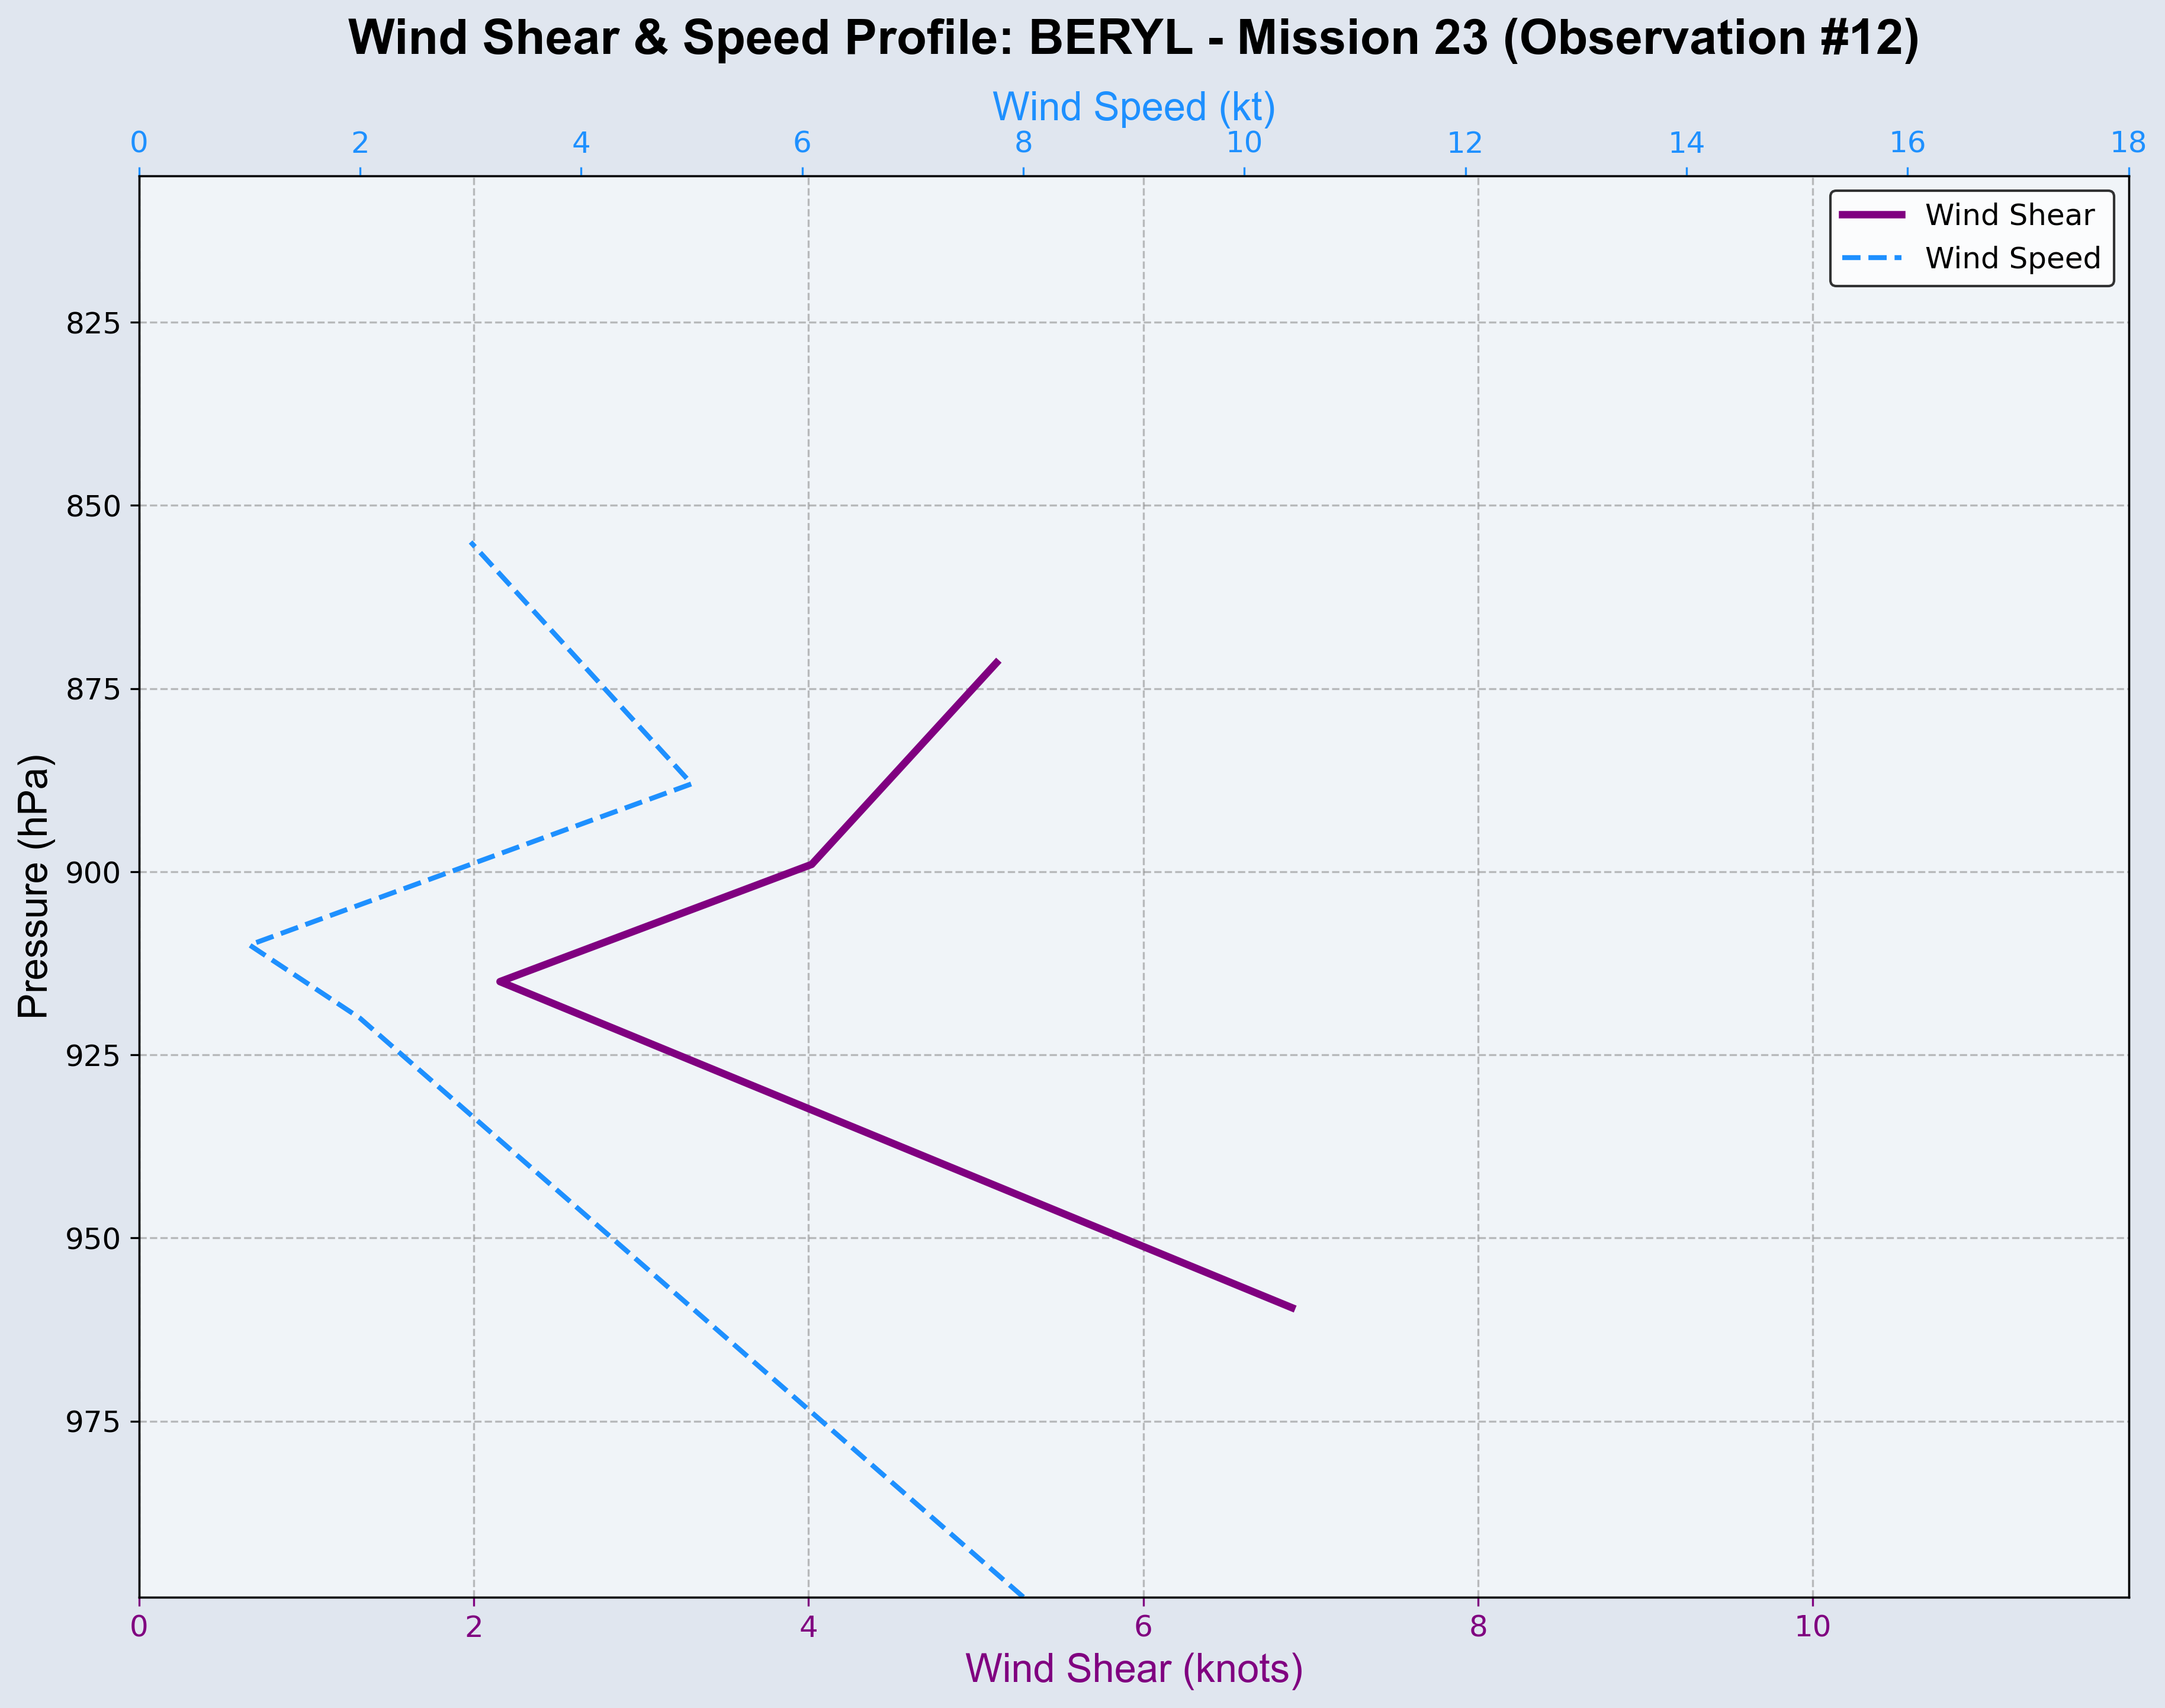 Wind Shear & Speed Profile: BERYL - Mission 23 (Observation #12)
Wind Speed (kt)
0 2 4 6 8 10 12 14 16 18
Wind Shear
Wind Speed
825
850
875
900
925
950
975
Pressure (hPa)
0 2 4 6 8 10
Wind Shear (knots)